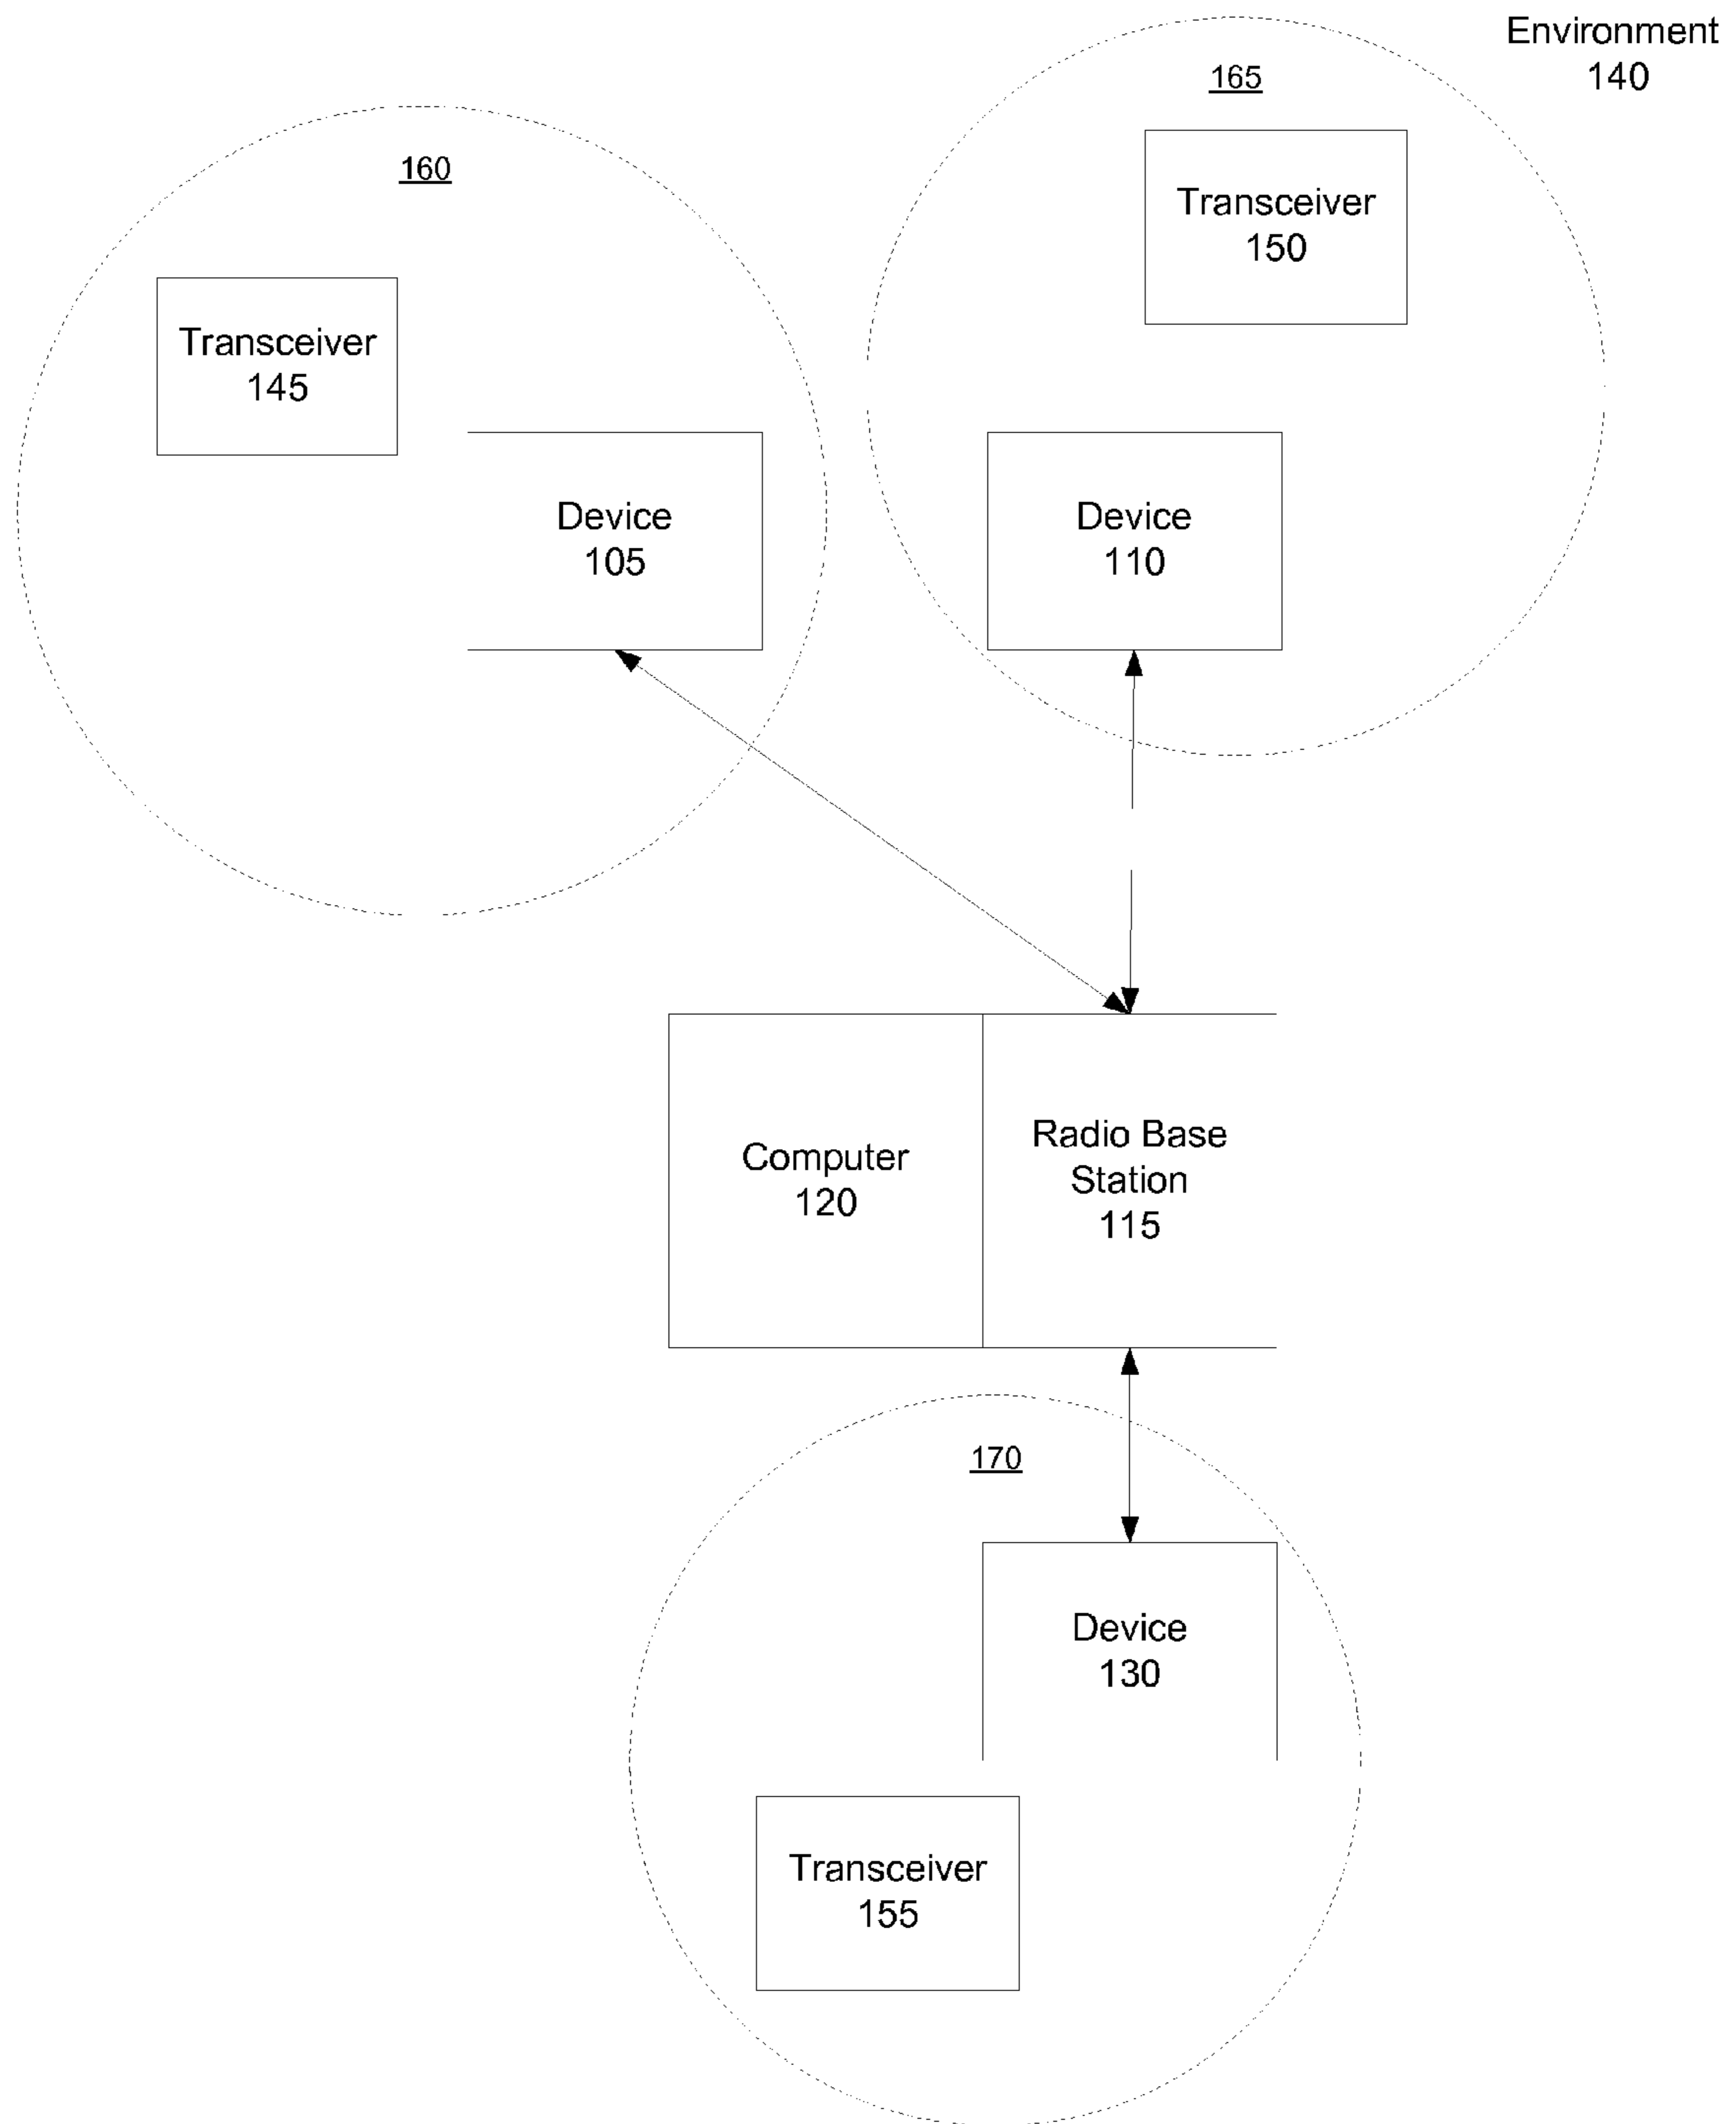 Environment
140
165
160
Transceiver
150
Transceiver
145
Device
105
Device
110
Computer
120
Radio Base
Station
115
170
Device
130
Transceiver
155